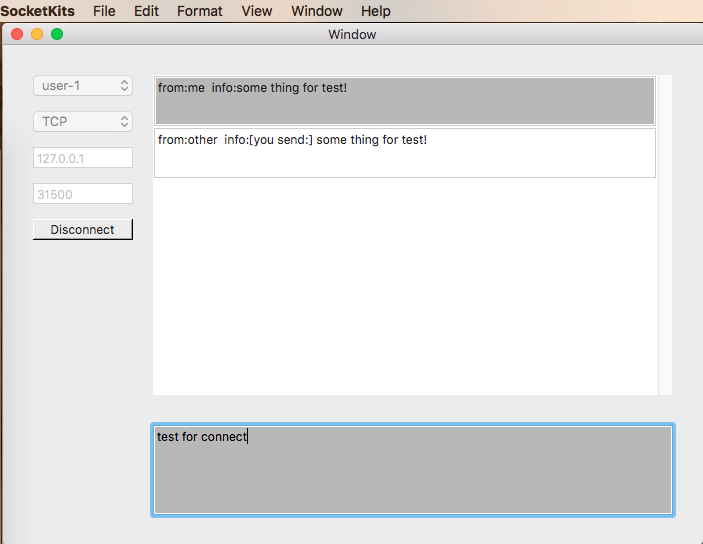 SocketKits File Edit Format View Window Help
Window
user-1
TCP
127.0.0.1
31500
Disconnect
from:me  info:some thing for test!
from:other  info:[you send:] some thing for test!
test for connect